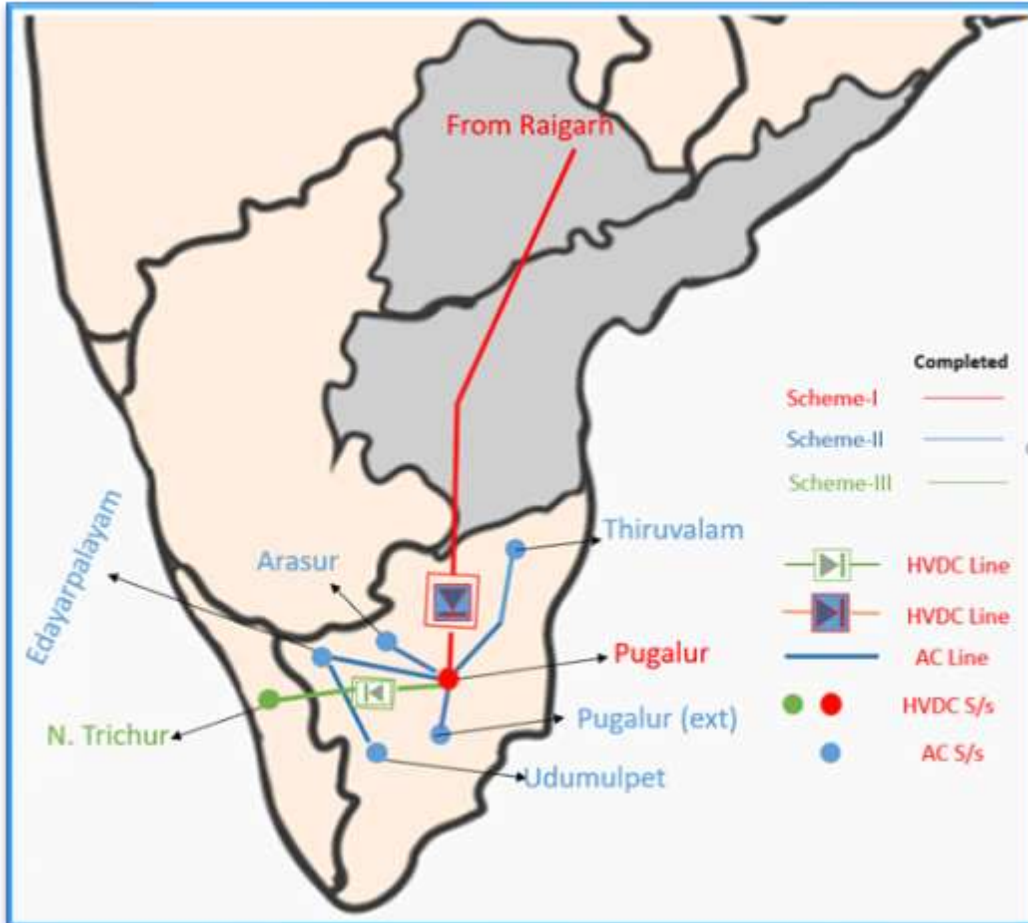 From Raigarh
Completed
Scheme-I
Scheme-II
Scheme-III
Thiruvalam
Arasur
Edayarpalayam
HVDC Line
HVDC Line
Pugalur
AC Line
N. Trichur
Pugalur (ext)
HVDC S/s
Udumulpet
AC S/s